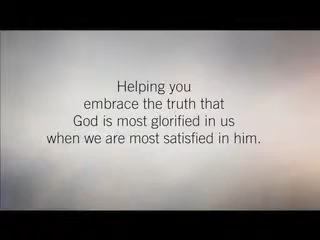 Helping you
embrace the truth that
God is most glorified in us
when we are most satisfied in him.